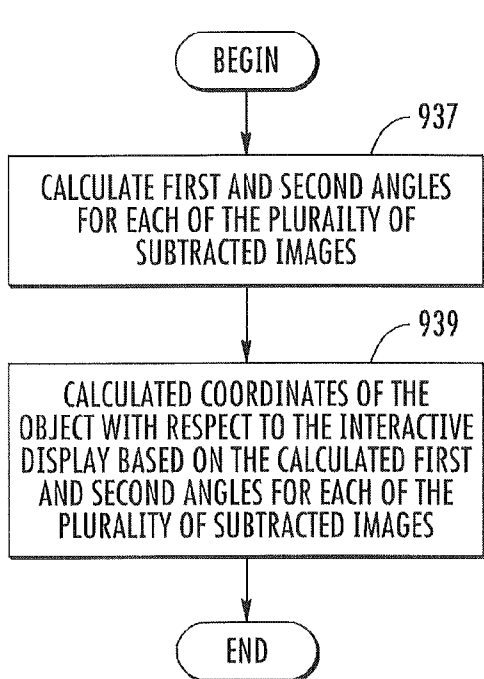 BEGIN
937
CALCULATE FIRST AND SECOND ANGLES
FOR EACH OF THE PLURAILTY OF
SUBTRACTED IMAGES
939
CALCULATED COORDINATES OF THE
OBJECT WITH RESPECT TO THE INTERACTIVE
DISPLAY BASED ON THE CALCULATED FIRST
AND SECOND ANGLES FOR EACH OF THE
PLURALITY OF SUBTRACTED IMAGES
END